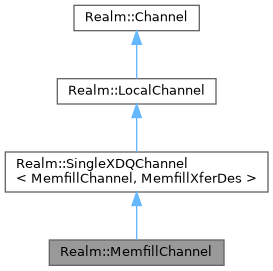 Realm::Channel
Realm::LocalChannel
Realm::SingleXDQChannel
< MemfillChannel, MemfillXferDes >
Realm::MemfillChannel